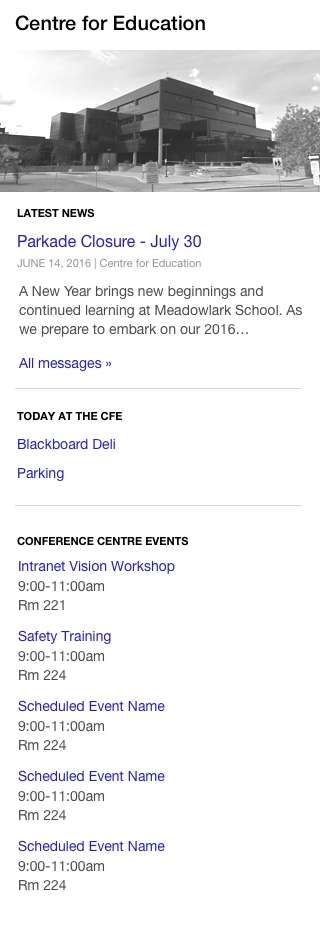 Centre for Education
LATEST NEWS
Parkade Closure - July 30
JUNE 14, 2016 | Centre for Education
A New Year brings new beginnings and
continued learning at Meadowlark School. As
we prepare to embark on our 2016…
All messages »
TODAY AT THE CFE
Blackboard Deli
Parking
CONFERENCE CENTRE EVENTS
Intranet Vision Workshop
9:00-11:00am
Rm 221
Safety Training
9:00-11:00am
Rm 224
Scheduled Event Name
9:00-11:00am
Rm 224
Scheduled Event Name
9:00-11:00am
Rm 224
Scheduled Event Name
9:00-11:00am
Rm 224